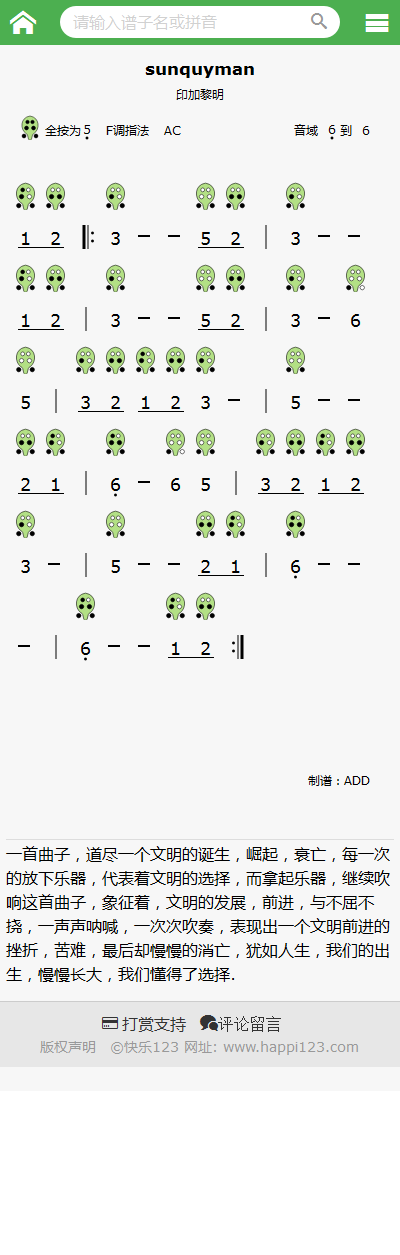 请输入谱子名或拼音
sunquyman
印加黎明
全按为5̣ F调指法 AC 音域 6̣ 到 6
1 2 ‖: 3 － － 5 2 | 3 － －
1 2 | 3 － － 5 2 | 3 － 6
5 | 3 2 1 2 3 － | 5 － －
2 1 | 6̣ － 6 5 | 3 2 1 2
3 － | 5 － － 2 1 | 6̣ － －
－ | 6̣ － － 1 2 :‖
制谱：ADD
一首曲子，道尽一个文明的诞生，崛起，衰亡，每一次
的放下乐器，代表着文明的选择，而拿起乐器，继续吹
响这首曲子，象征着，文明的发展，前进，与不屈不
挠，一声声呐喊，一次次吹奏，表现出一个文明前进的
挫折，苦难，最后却慢慢的消亡，犹如人生，我们的出
生，慢慢长大，我们懂得了选择.
打赏支持 评论留言
版权声明 ©快乐123 网址: www.happi123.com